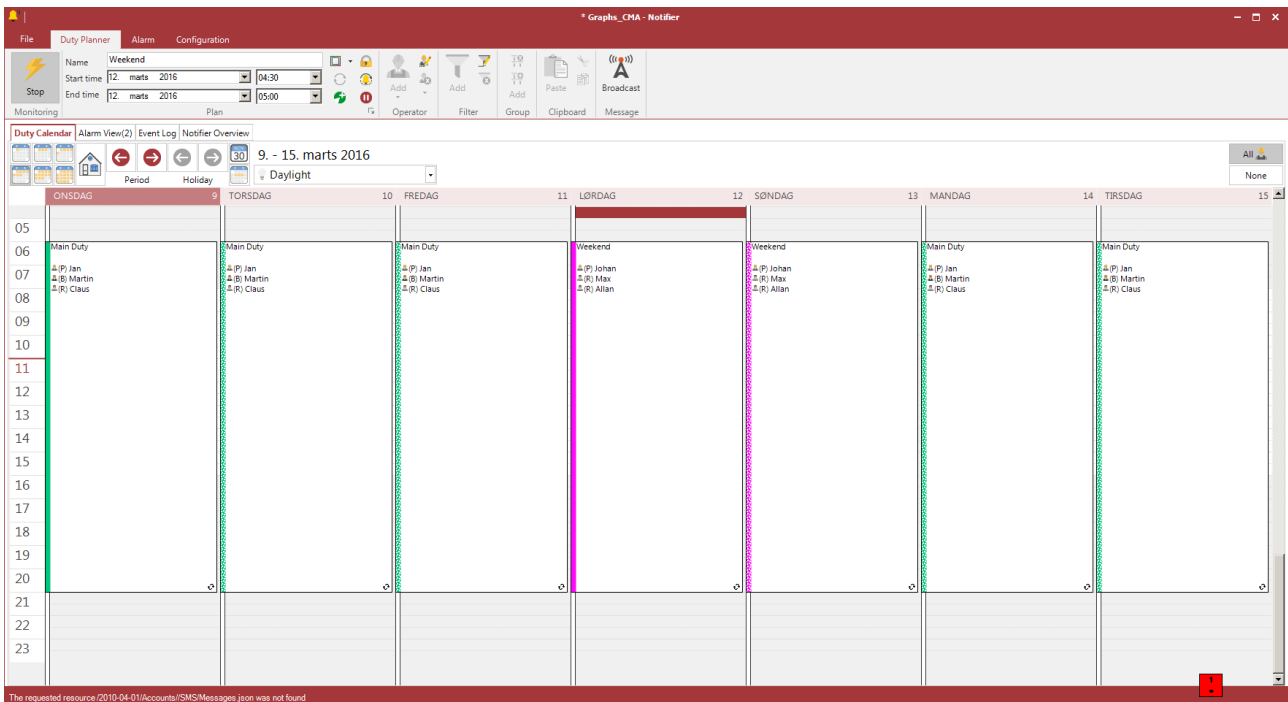 * Graphs_CMA - Notifier
File Duty Planner Alarm Configuration
Name Weekend
Start time 12. marts 2016 04:30
End time 12. marts 2016 05:00
Stop Add Add Add Paste Broadcast
Monitoring Plan Operator Filter Group Clipboard Message
Duty Calendar Alarm View(2) Event Log Notifier Overview
30 9. - 15. marts 2016 All
Period Holiday Daylight None
ONSDAG 9 TORSDAG 10 FREDAG 11 LØRDAG 12 SØNDAG 13 MANDAG 14 TIRSDAG 15
05
06 Main Duty Main Duty Main Duty Weekend Weekend Main Duty Main Duty
07 (P) Jan (P) Jan (P) Jan (P) Johan (P) Johan (P) Jan (P) Jan
(B) Martin (B) Martin (B) Martin (R) Max (R) Max (B) Martin (B) Martin
08 (R) Claus (R) Claus (R) Claus (R) Allan (R) Allan (R) Claus (R) Claus
09
10
11
12
13
14
15
16
17
18
19
20
21
22
23
1
The requested resource /2010-04-01/Accounts//SMS/Messages.json was not found